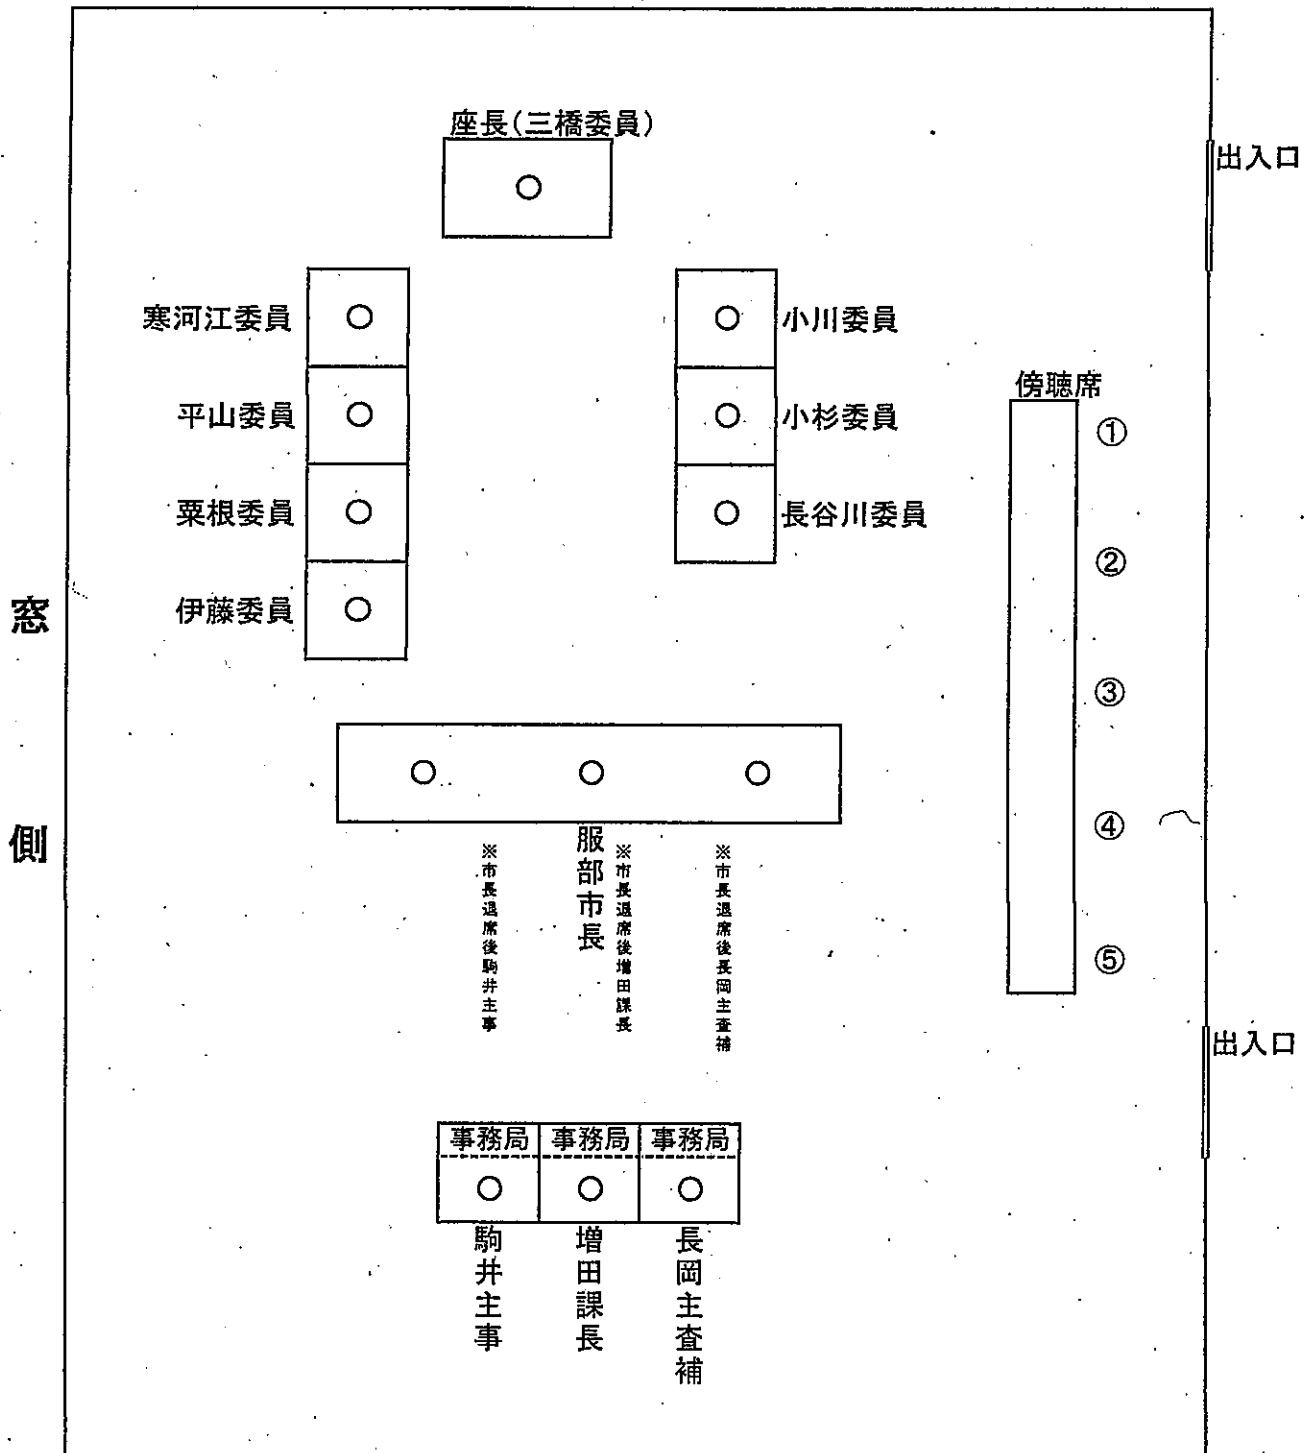 座長(三橋委員)
出入口
寒河江委員
小川委員
平山委員
小杉委員
傍聴席
①
粟根委員
長谷川委員
②
伊藤委員
③
窓側
④
服部市長
※市長退席後駒井主事
※市長退席後増田課長
※市長退席後長岡主査補
⑤
出入口
事務局
事務局
事務局
駒井主事
増田課長
長岡主査補